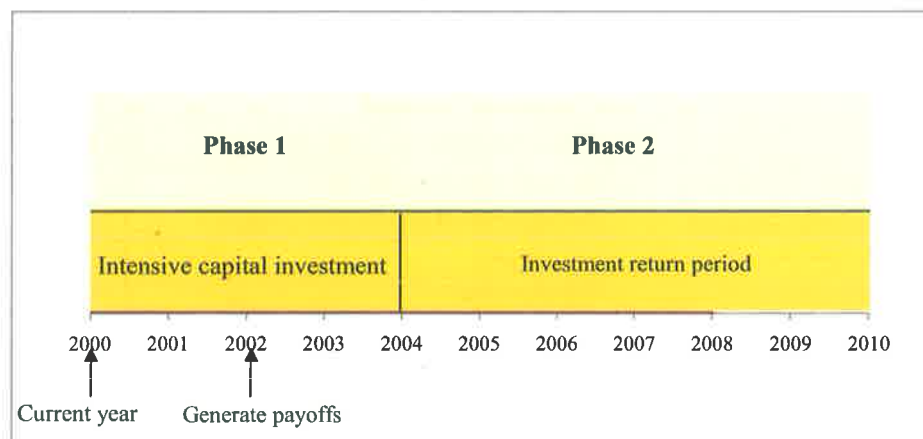 Phase 1 Phase 2
Intensive capital investment Investment return period
2000 2001 2002 2003 2004 2005 2006 2007 2008 2009 2010
Current year Generate payoffs